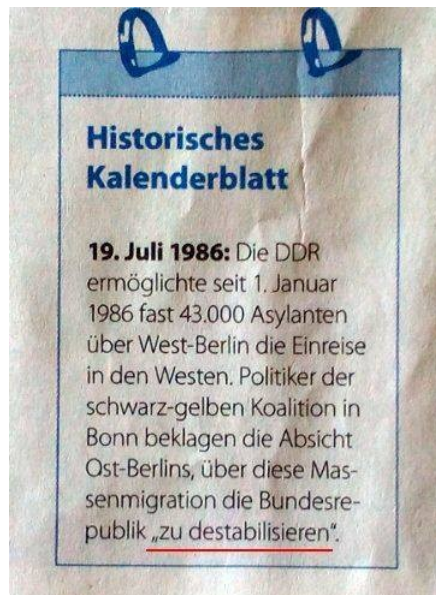 Historisches
Kalenderblatt
19. Juli 1986: Die DDR
ermöglichte seit 1. Januar
1986 fast 43.000 Asylanten
über West-Berlin die Einreise
in den Westen. Politiker der
schwarz-gelben Koalition in
Bonn beklagen die Absicht
Ost-Berlins, über diese Mas-
senmigration die Bundesre-
publik „zu destabilisieren“.